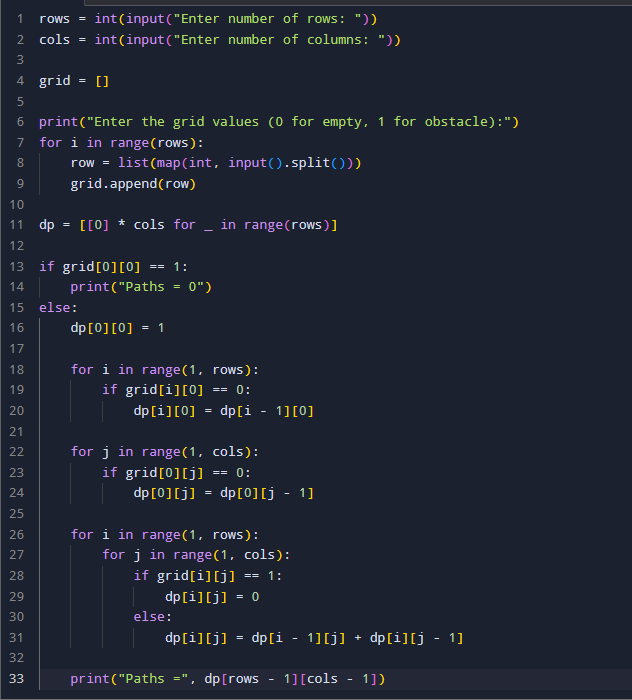 1 rows = int(input("Enter number of rows: "))
2 cols = int(input("Enter number of columns: "))
3
4 grid = []
5
6 print("Enter the grid values (0 for empty, 1 for obstacle):")
7 for i in range(rows):
8     row = list(map(int, input().split()))
9     grid.append(row)
10
11 dp = [[0] * cols for _ in range(rows)]
12
13 if grid[0][0] == 1:
14     print("Paths = 0")
15 else:
16     dp[0][0] = 1
17
18     for i in range(1, rows):
19         if grid[i][0] == 0:
20             dp[i][0] = dp[i - 1][0]
21
22     for j in range(1, cols):
23         if grid[0][j] == 0:
24             dp[0][j] = dp[0][j - 1]
25
26     for i in range(1, rows):
27         for j in range(1, cols):
28             if grid[i][j] == 1:
29                 dp[i][j] = 0
30             else:
31                 dp[i][j] = dp[i - 1][j] + dp[i][j - 1]
32
33     print("Paths =", dp[rows - 1][cols - 1])